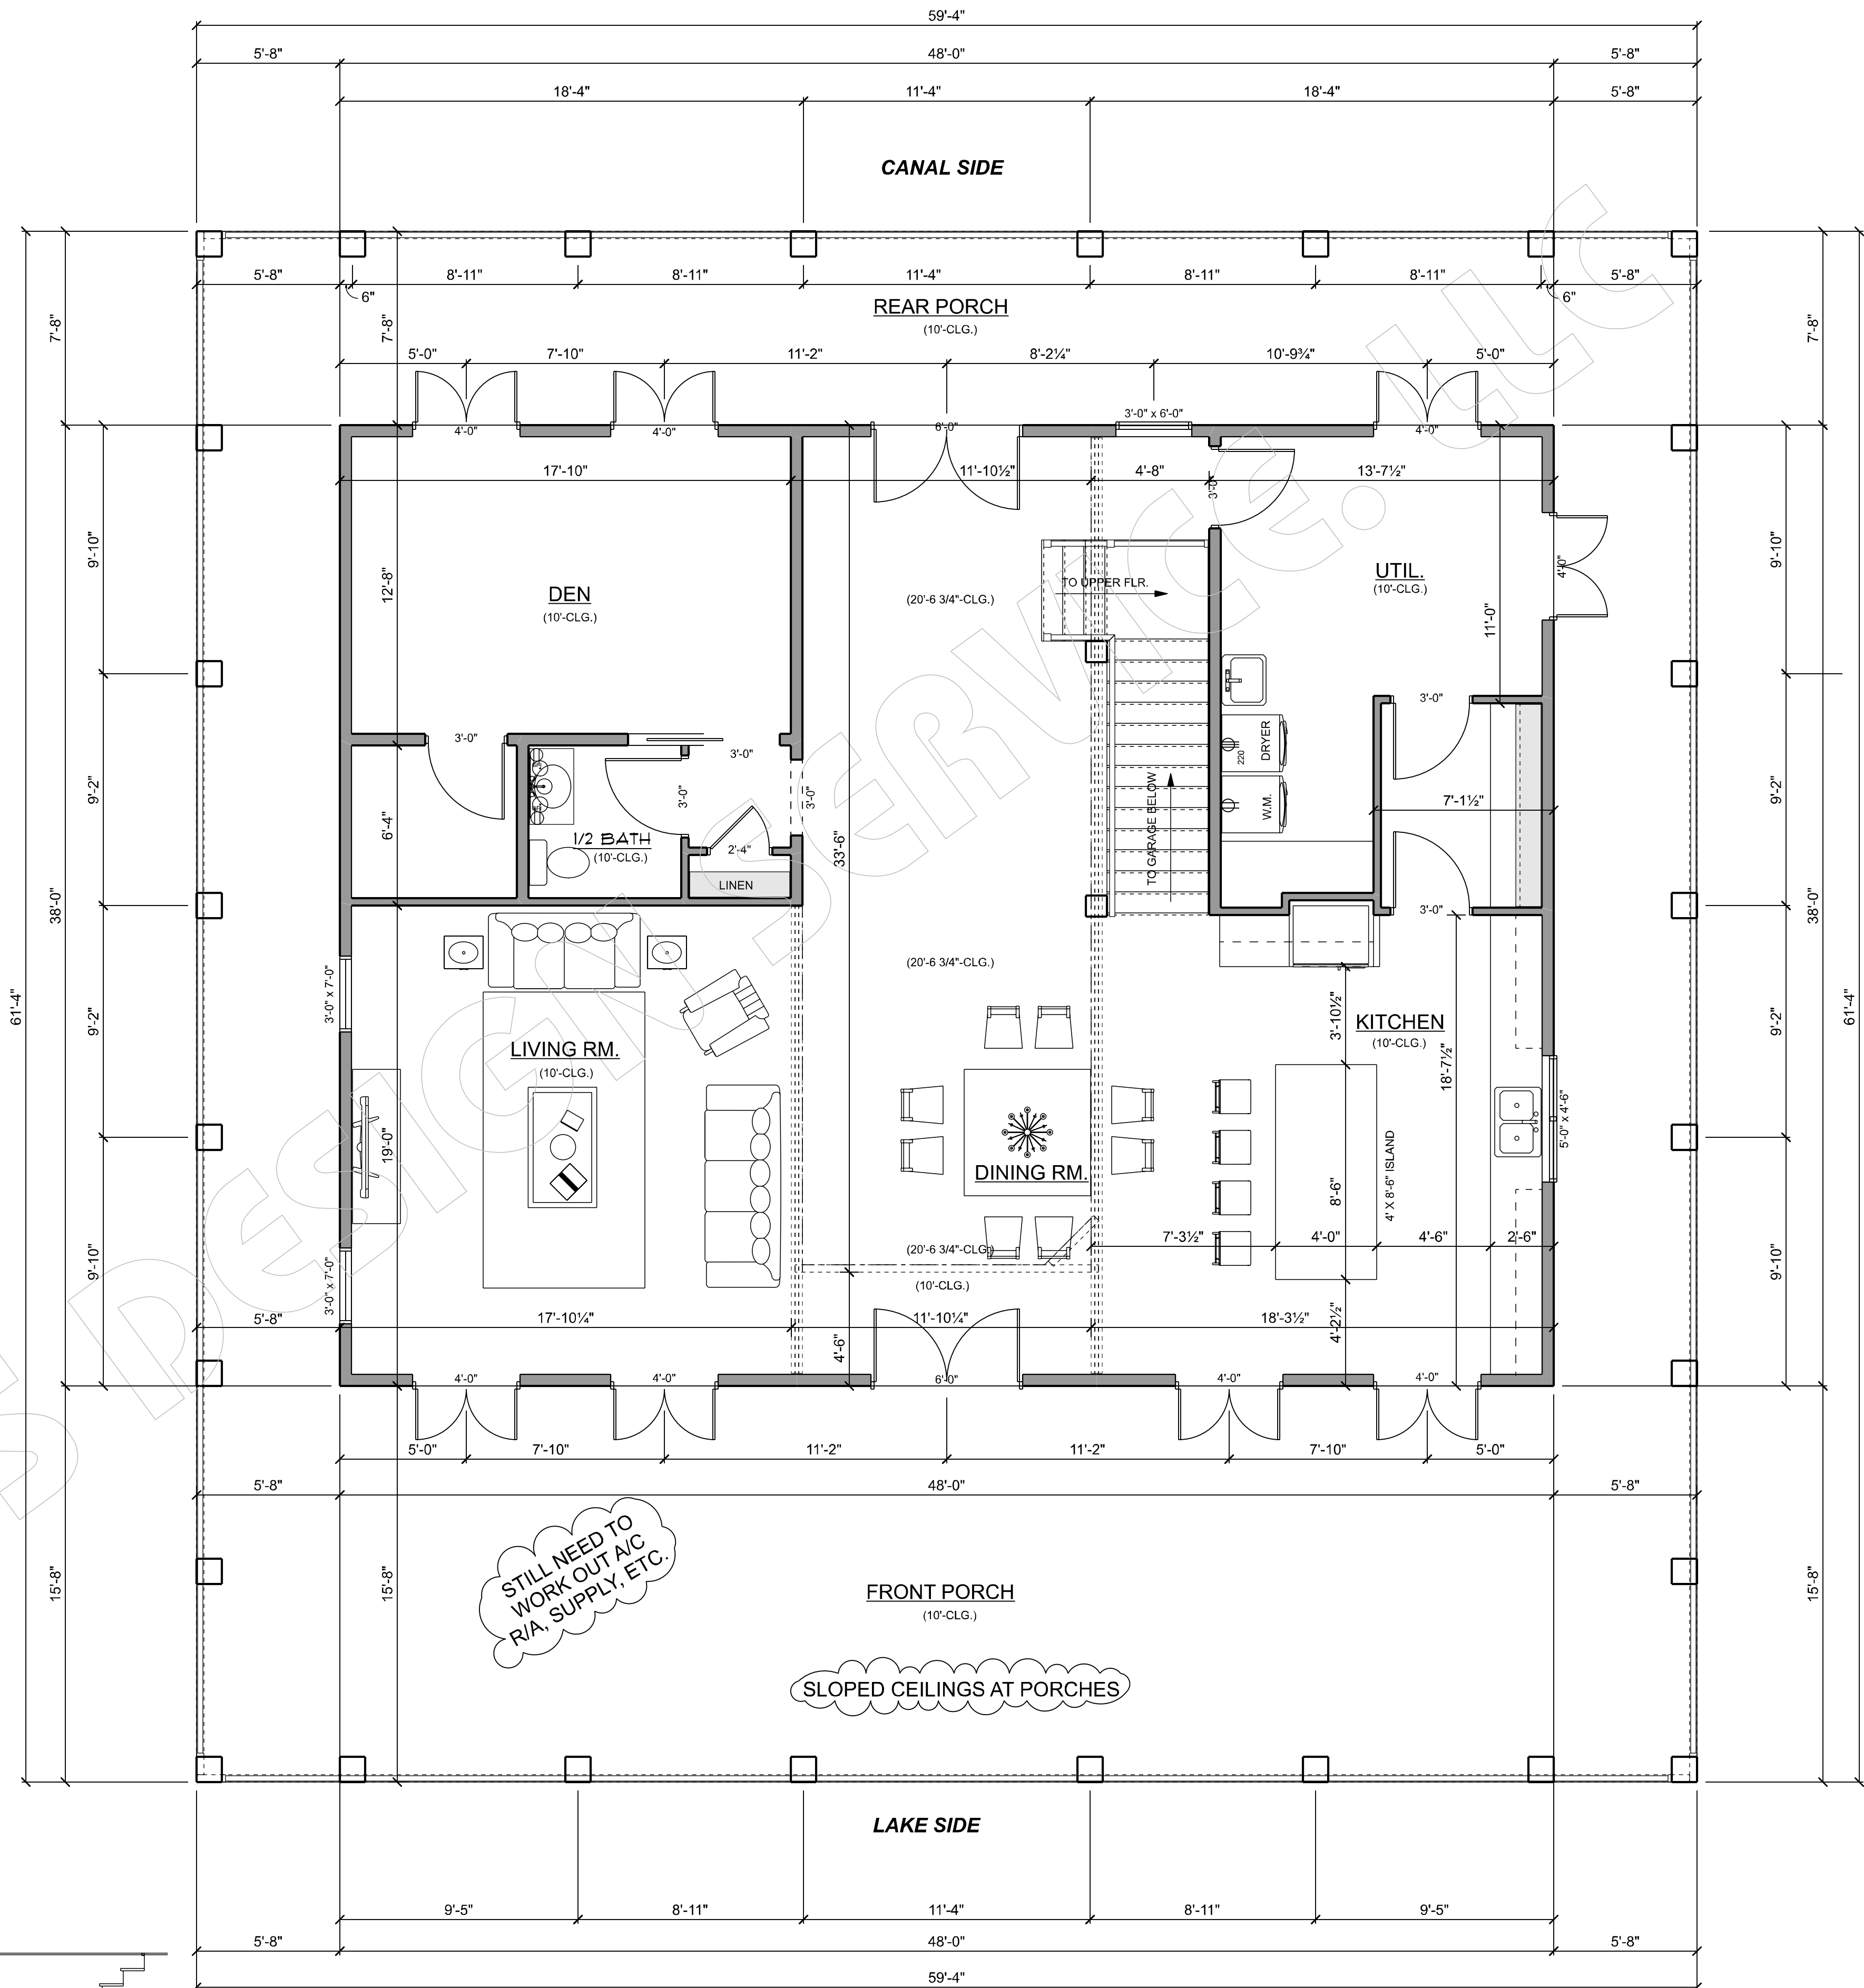 59'-4"
5'-8" 48'-0" 5'-8"
18'-4" 11'-4" 18'-4" 5'-8"
CANAL SIDE
5'-8" 8'-11" 8'-11" 11'-4" 8'-11" 8'-11" 5'-8"
6" 6"
REAR PORCH
(10'-CLG.)
7'-8" 7'-8" 7'-8"
5'-0" 7'-10" 11'-2" 8'-2¼" 10'-9¾" 5'-0"
3'-0" x 6'-0"
4'-0" 4'-0" 6'-0" 4'-0"
17'-10" 11'-10½" 4'-8" 13'-7½"
3'-0"
9'-10" 9'-10"
12'-8"
DEN
(10'-CLG.)
(20'-6 3/4"-CLG.)
TO UPPER FLR.
UTIL.
(10'-CLG.)
4'-0"
11'-0"
3'-0" 3'-0" 3'-0"
DRYER
220
W.M.
9'-2" 9'-2"
6'-4"
3'-0" 3'-0"
7'-1½"
1/2 BATH
(10'-CLG.)
2'-4"
LINEN
33'-6"
TO GARAGE BELOW
38'-0" 38'-0"
3'-0"
61'-4" 61'-4"
9'-2" 9'-2"
3'-0" x 7'-0"
(20'-6 3/4"-CLG.)
3'-10½"
LIVING RM.
(10'-CLG.)
KITCHEN
(10'-CLG.)
18'-7½"
5'-0" x 4'-6"
19'-0"
DINING RM.
8'-6"
4' X 8'-6" ISLAND
9'-10" 9'-10"
7'-3½" 4'-0" 4'-6" 2'-6"
(20'-6 3/4"-CLG.)
3'-0" x 7'-0"
(10'-CLG.)
5'-8" 17'-10¼" 11'-10¼" 18'-3½"
4'-6" 4'-2½"
4'-0" 4'-0" 6'-0" 4'-0" 4'-0"
5'-0" 7'-10" 11'-2" 11'-2" 7'-10" 5'-0"
5'-8" 48'-0" 5'-8"
STILL NEED TO
WORK OUT A/C
R/A, SUPPLY, ETC.
15'-8" 15'-8" 15'-8"
FRONT PORCH
(10'-CLG.)
SLOPED CEILINGS AT PORCHES
LAKE SIDE
9'-5" 8'-11" 11'-4" 8'-11" 9'-5"
5'-8" 48'-0" 5'-8"
59'-4"
DESIGN SERVICE. LLC